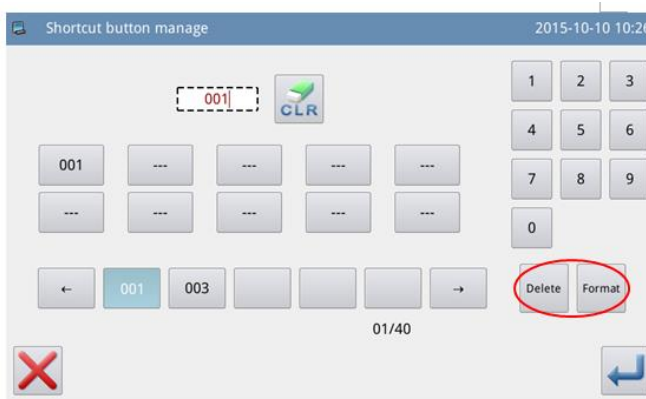 Shortcut button manage 2015-10-10 10:26
001
CLR
1 2 3
4 5 6
001 --- --- --- ---
7 8 9
--- --- --- --- ---
0
← 001 003 → Delete Format
01/40